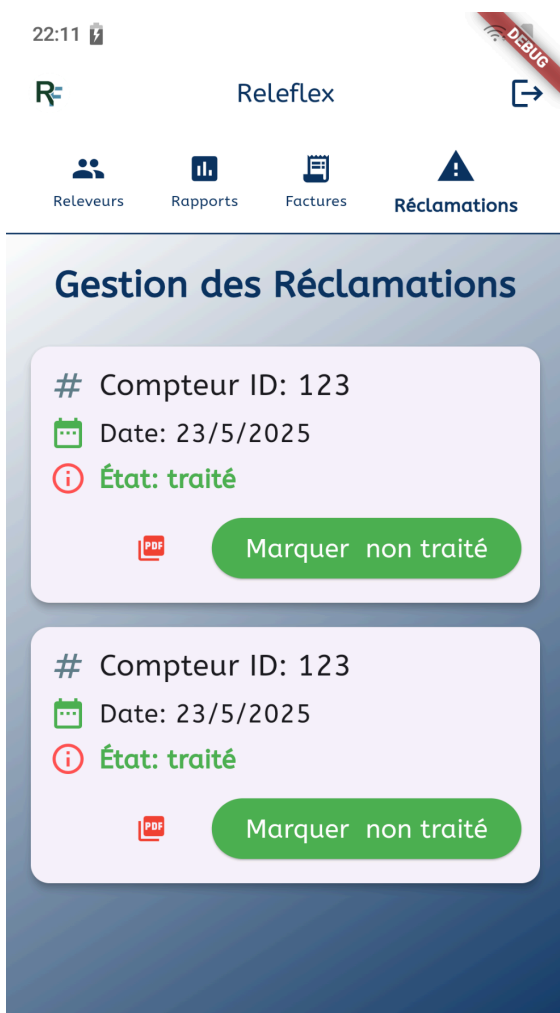 22:11
DEBUG
RF
Releflex
Releveurs
Rapports
Factures
Réclamations
Gestion des Réclamations
# Compteur ID: 123
Date: 23/5/2025
État: traité
PDF
Marquer non traité
# Compteur ID: 123
Date: 23/5/2025
État: traité
PDF
Marquer non traité